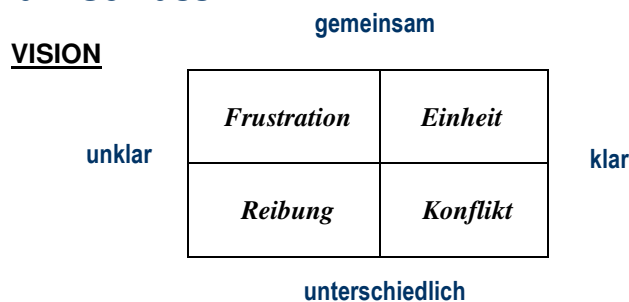 gemeinsam
VISION
Frustration Einheit
unklar klar
Reibung Konflikt
unterschiedlich